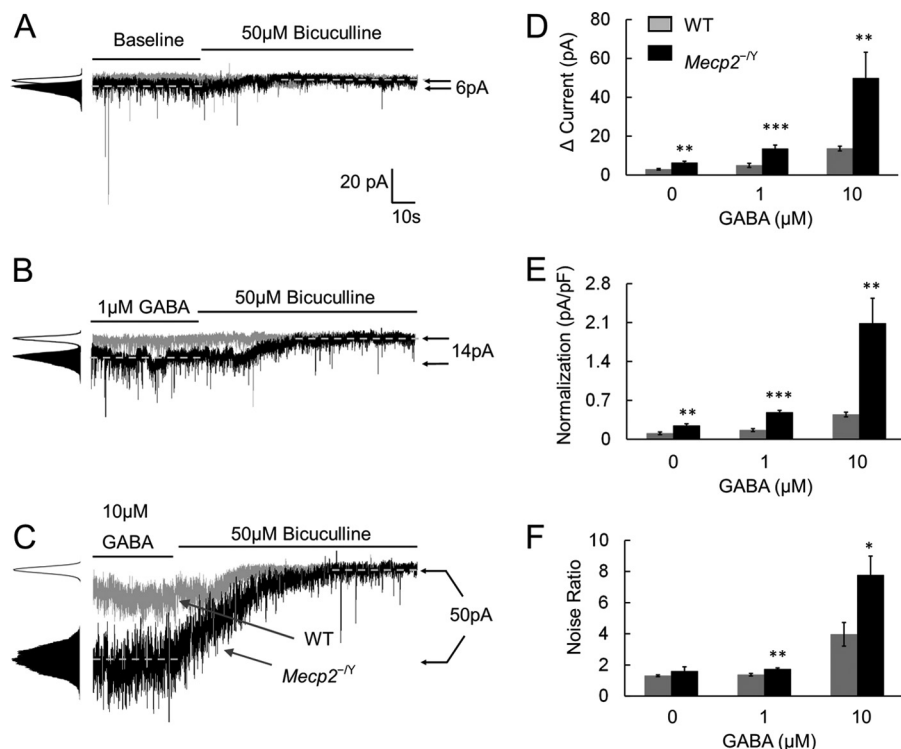 A
Baseline
50µM Bicuculline
6pA
20 pA
10s
B
1µM GABA
50µM Bicuculline
14pA
C
10µM
GABA
50µM Bicuculline
50pA
WT
Mecp2⁻/ʸ
D
WT
Mecp2⁻/ʸ
Δ Current (pA)
80
60
40
20
0
**
***
**
0 1 10
GABA (µM)
E
Normalization (pA/pF)
2.8
2.1
1.4
0.7
0
**
***
**
0 1 10
GABA (µM)
F
Noise Ratio
10
8
6
4
2
0
**
*
0 1 10
GABA (µM)